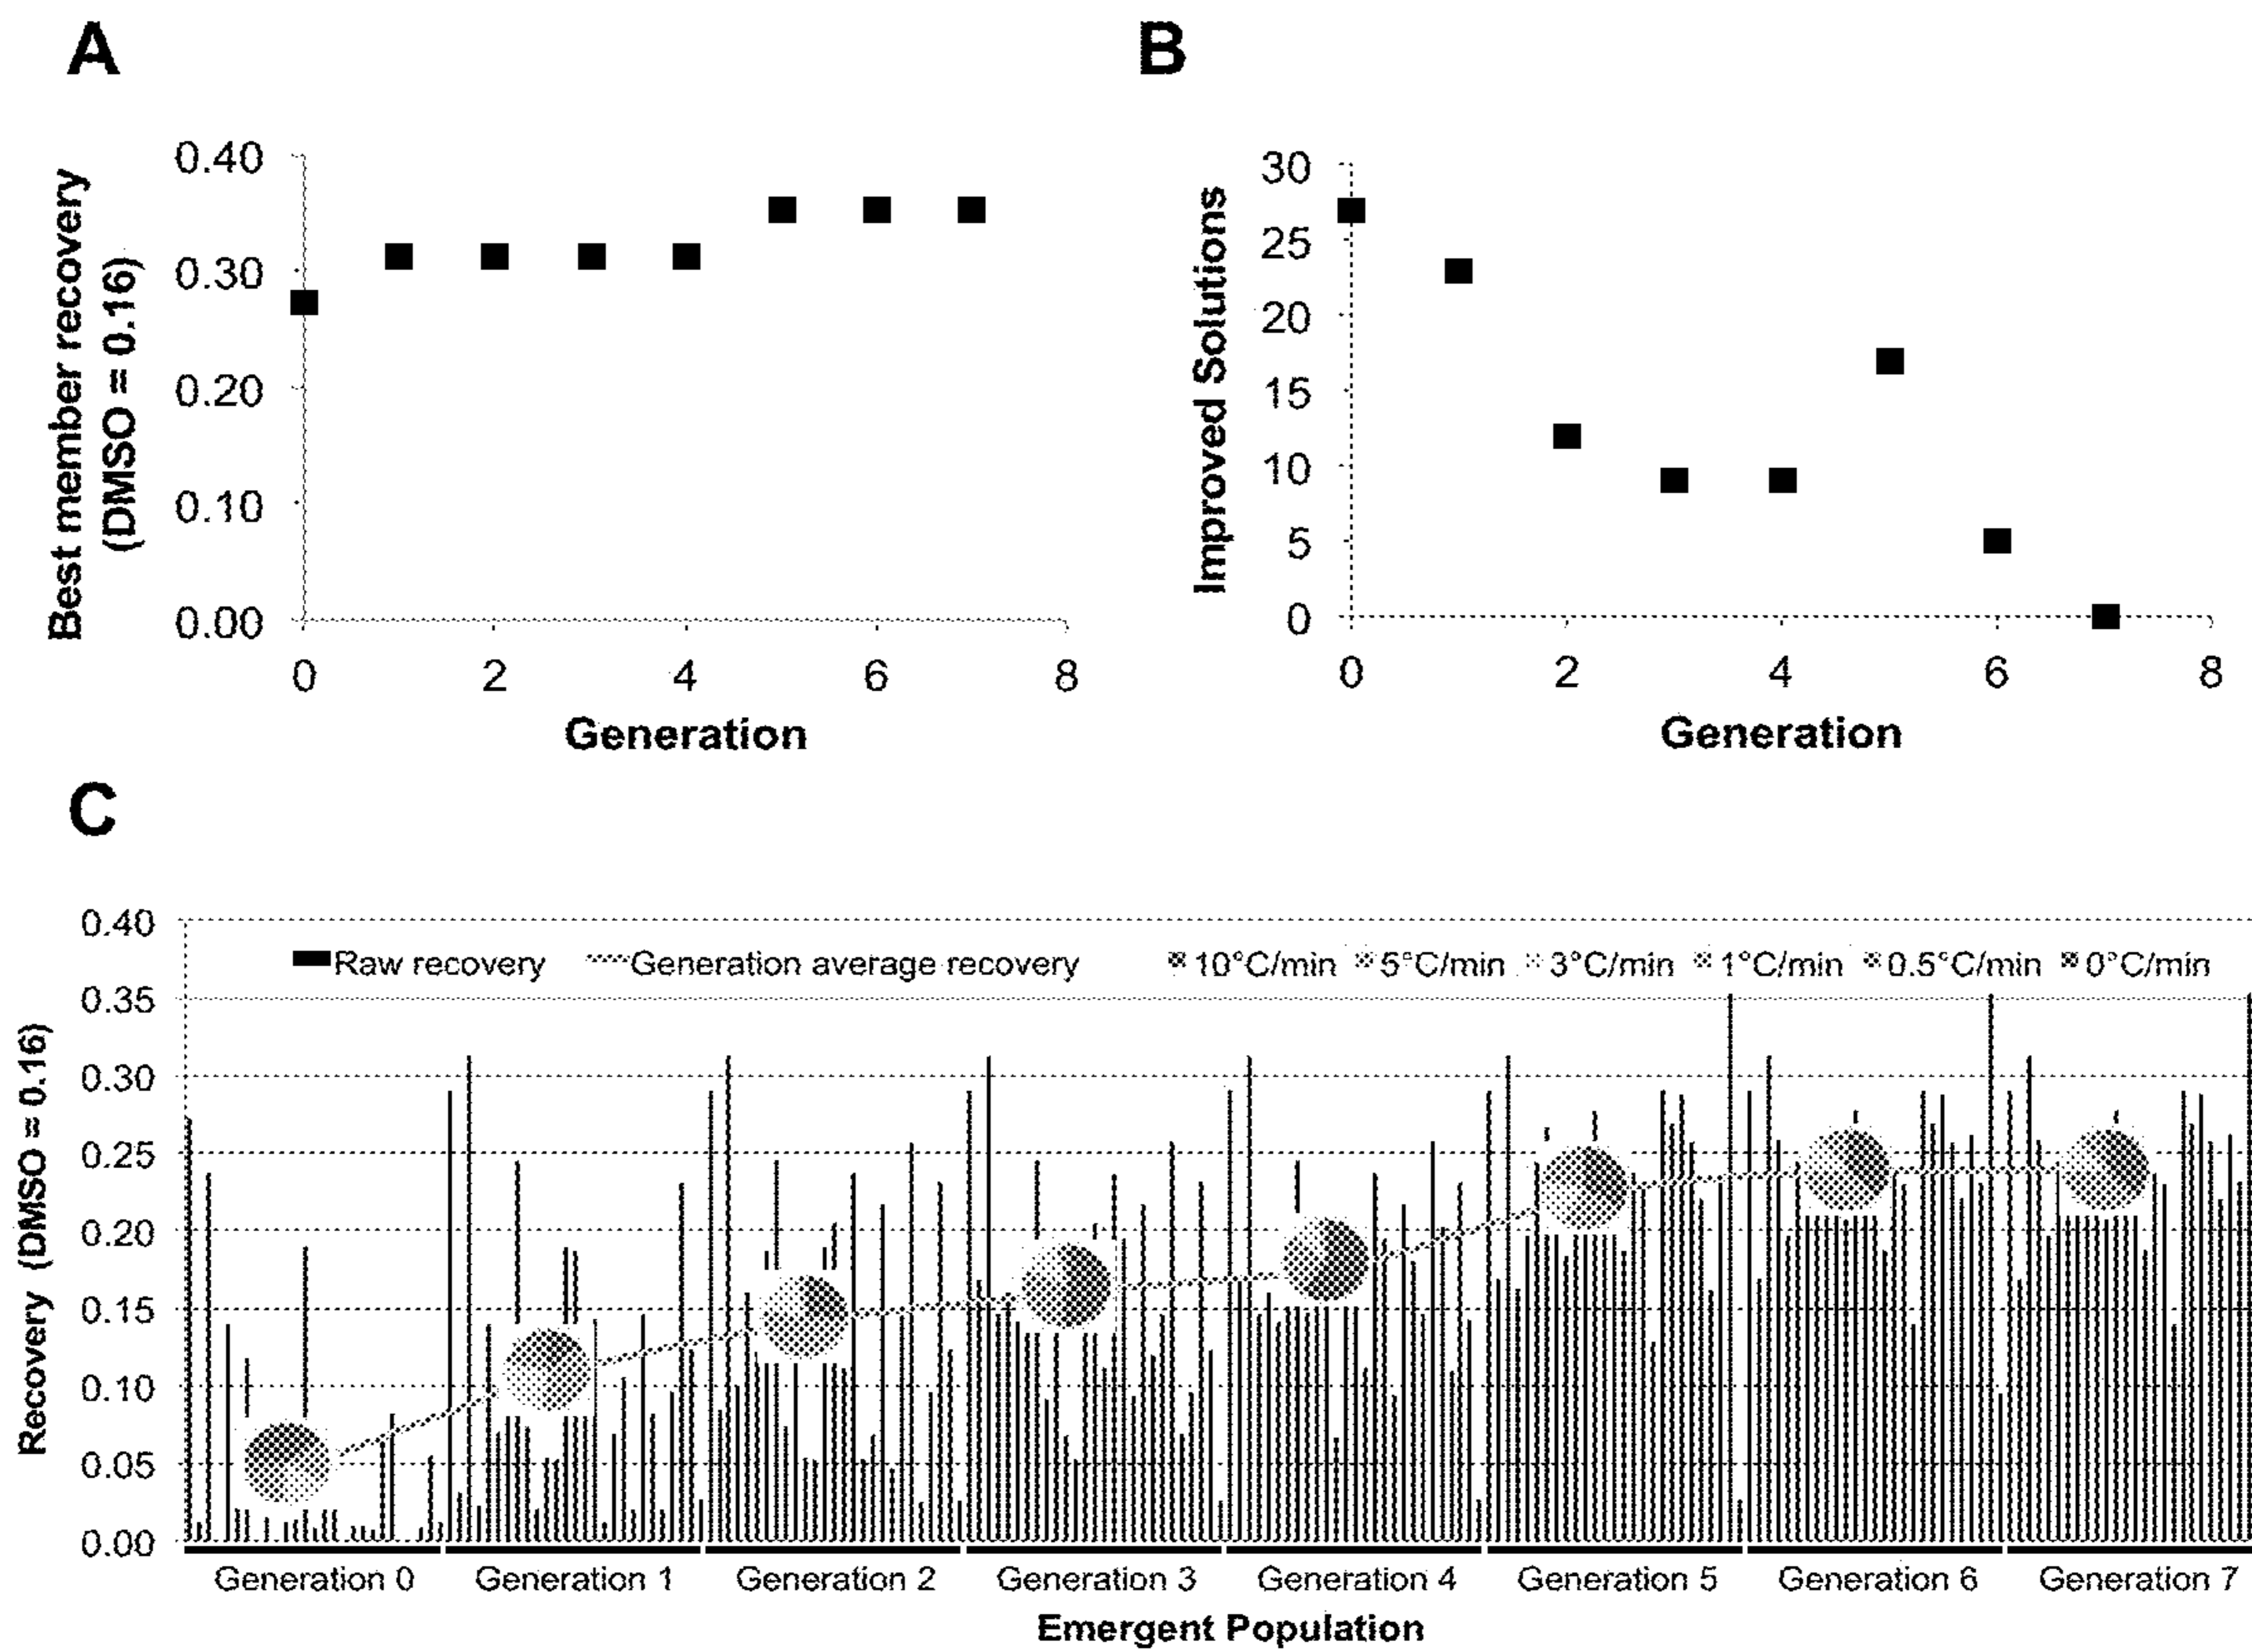 A
B
0.40
0.30
0.20
0.10
0.00
0
2
4
6
8
Best member recovery
(DMSO = 0.16)
Generation
30
25
20
15
10
5
0
0
2
4
6
8
Improved Solutions
Generation
C
0.40
0.35
0.30
0.25
0.20
0.15
0.10
0.05
0.00
Recovery (DMSO = 0.16)
Raw recovery Generation average recovery 10°C/min 5°C/min 3°C/min 1°C/min 0.5°C/min 0°C/min
Generation 0 Generation 1 Generation 2 Generation 3 Generation 4 Generation 5 Generation 6 Generation 7
Emergent Population